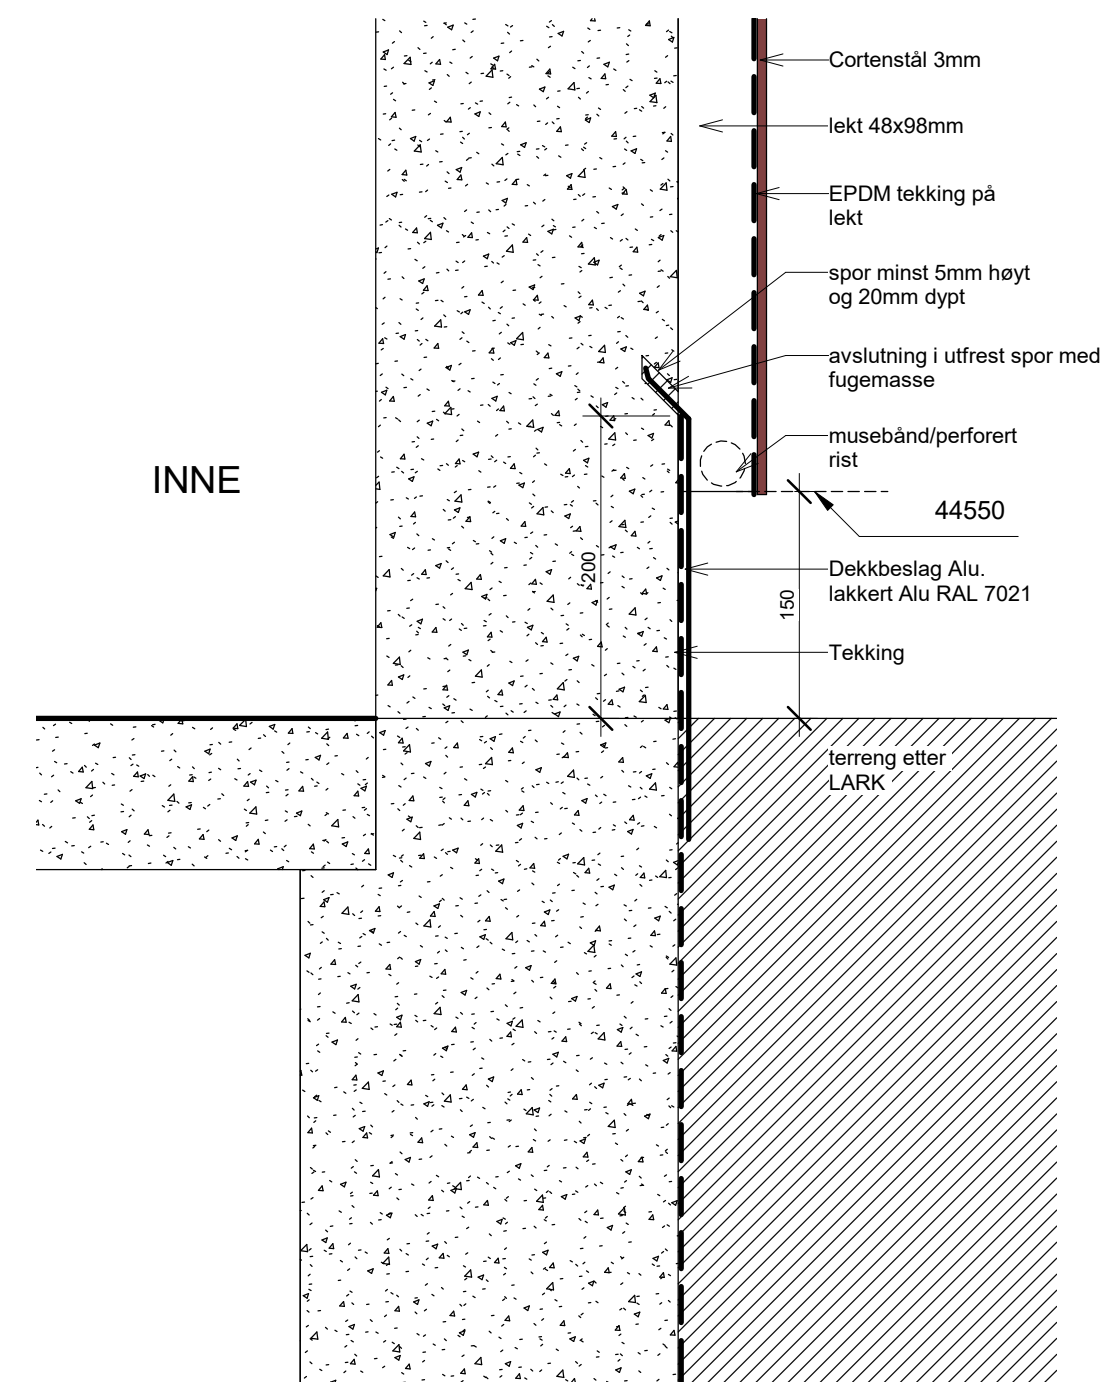 Cortenstål 3mm
lekt 48x98mm
EPDM tekking på
lekt
spor minst 5mm høyt
og 20mm dypt
avslutning i utfrest spor med
fugemasse
musebånd/perforert
rist
INNE
44550
200
Dekkbeslag Alu.
lakkert Alu RAL 7021
150
Tekking
terreng etter
LARK